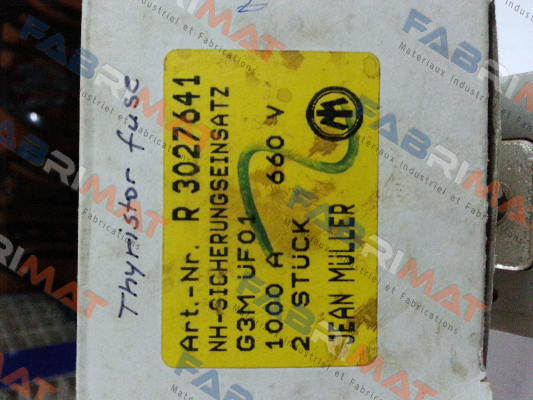 Thyristor fuse
Art.-Nr. R 3027641
NH-SICHERUNGSEINSATZ
G3M UF01
1000 A 660 V
2 STÜCK
JEAN MÜLLER
FABRIMAT
Materiaux Industriel et Fabrications